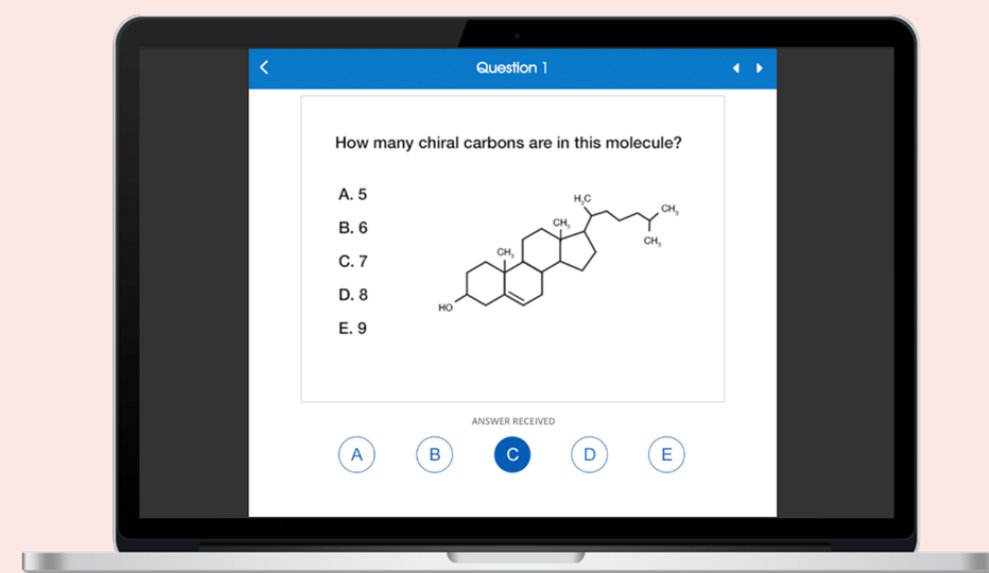 Question 1
How many chiral carbons are in this molecule?
A. 5
B. 6
C. 7
D. 8
E. 9
H₃C
CH₃
CH₃
CH₃
CH₃
HO
ANSWER RECEIVED
A B C D E